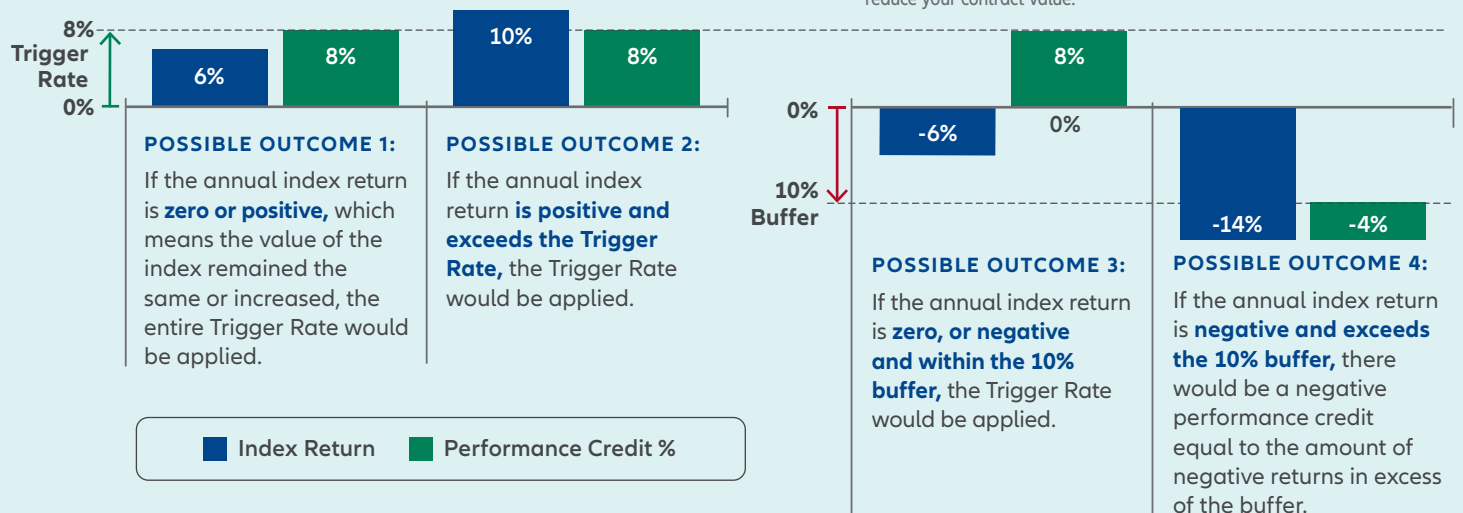 reduce your contract value.
8%
Trigger
Rate
0%
6%
8%
10%
8%
POSSIBLE OUTCOME 1:
If the annual index return
is zero or positive, which
means the value of the
index remained the
same or increased, the
entire Trigger Rate would
be applied.
POSSIBLE OUTCOME 2:
If the annual index
return is positive and
exceeds the Trigger
Rate, the Trigger Rate
would be applied.
Index Return
Performance Credit %
0%
10%
Buffer
-6%
8%
0%
-14%
-4%
POSSIBLE OUTCOME 3:
If the annual index return
is zero, or negative
and within the 10%
buffer, the Trigger Rate
would be applied.
POSSIBLE OUTCOME 4:
If the annual index return
is negative and exceeds
the 10% buffer, there
would be a negative
performance credit
equal to the amount of
negative returns in excess
of the buffer.